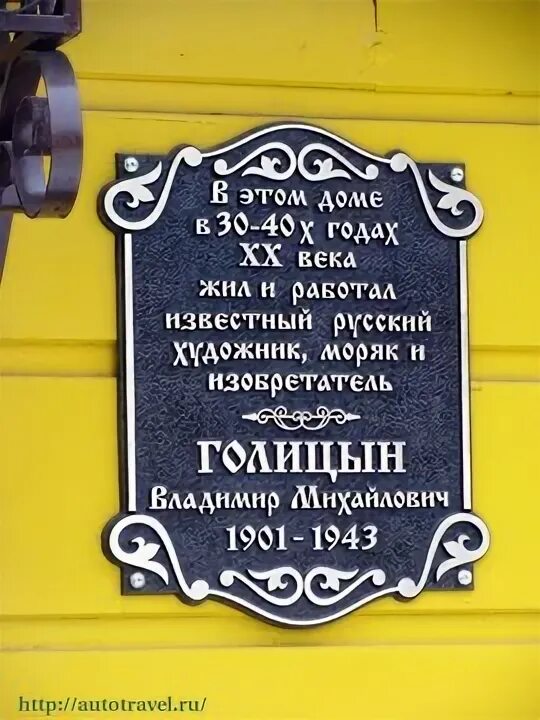 В этом доме
в 30-40х годах
XX века
жил и работал
известный русский
художник, моряк и
изобретатель
ГОЛИЦЫН
Владимир Михайлович
1901-1943
http://autotravel.ru/